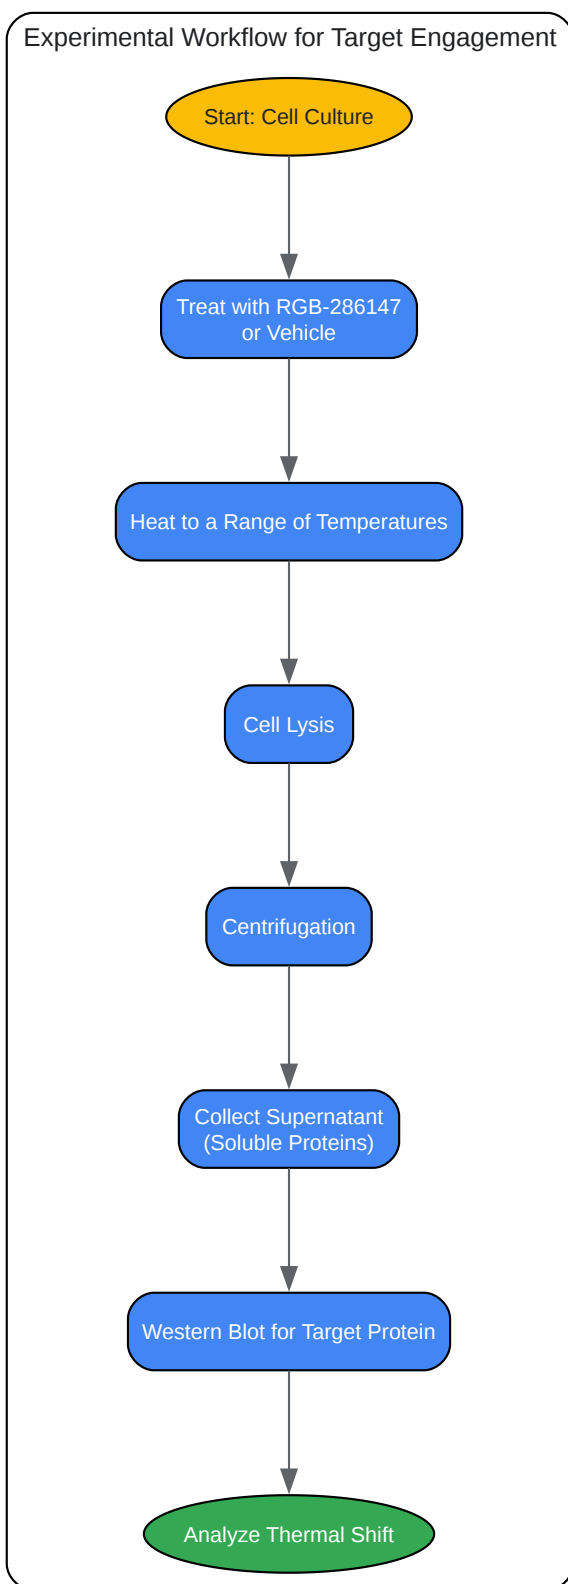 Experimental Workflow for Target Engagement
Start: Cell Culture
Treat with RGB-286147
or Vehicle
Heat to a Range of Temperatures
Cell Lysis
Centrifugation
Collect Supernatant
(Soluble Proteins)
Western Blot for Target Protein
Analyze Thermal Shift